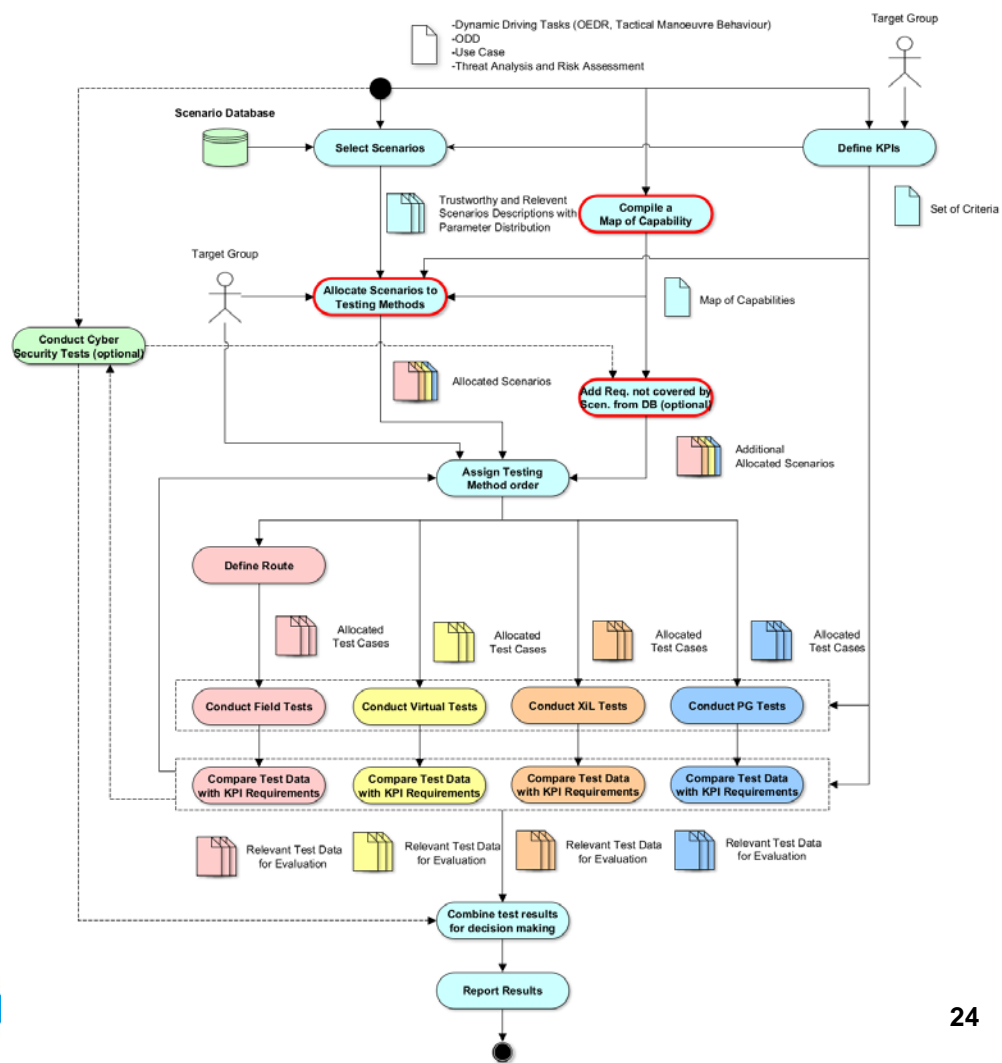 -Dynamic Driving Tasks (OEDR, Tactical Manoeuvre Behaviour)
-ODD
-Use Case
-Threat Analysis and Risk Assessment
Target Group
Scenario Database
Select Scenarios
Define KPIs
Trustworthy and Relevent
Scenarios Descriptions with
Parameter Distribution
Compile a
Map of Capability
Set of Criteria
Target Group
Allocate Scenarios to
Testing Methods
Map of Capabilities
Conduct Cyber
Security Tests (optional)
Allocated Scenarios
Add Req. not covered by
Scen. from DB (optional)
Additional
Allocated Scenarios
Assign Testing
Method order
Define Route
Allocated
Test Cases
Allocated
Test Cases
Allocated
Test Cases
Allocated
Test Cases
Conduct Field Tests
Conduct Virtual Tests
Conduct XiL Tests
Conduct PG Tests
Compare Test Data
with KPI Requirements
Compare Test Data
with KPI Requirements
Compare Test Data
with KPI Requirements
Compare Test Data
with KPI Requirements
Relevant Test Data
for Evaluation
Relevant Test Data
for Evaluation
Relevant Test Data
for Evaluation
Relevant Test Data
for Evaluation
Combine test results
for decision making
Report Results
24